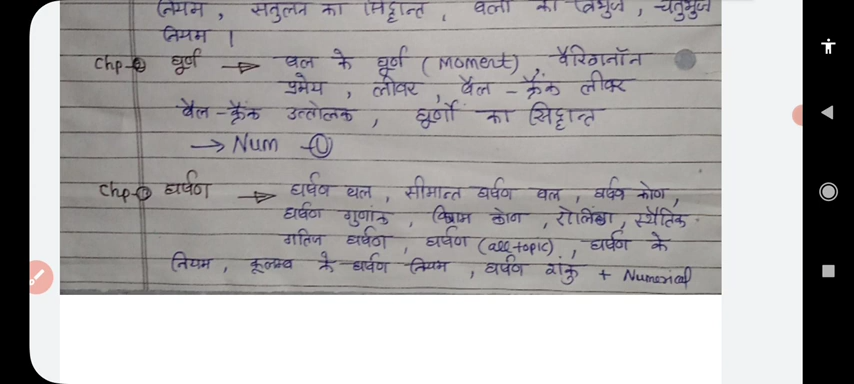 नियम, संतुलन का सिद्धान्त, बलों का त्रिभुज, चतुर्भुज
नियम।
Chp- घूर्ण → बल के घूर्ण (Moment), वैरिगनॉन
प्रमेय, लीवर, बैल-क्रैंक लीवर
बैल-क्रैंक उत्तोलक, घूर्णों का सिद्धान्त
→ Num -①
Chp- घर्षण → घर्षण बल, सीमान्त घर्षण बल, घर्षण कोण,
घर्षण गुणांक, विश्राम कोण, रोलिंग, स्थैतिक
गतिज घर्षण, घर्षण (all topic), घर्षण के
नियम, कूलम्ब के घर्षण नियम, घर्षण शंकु + Numerical